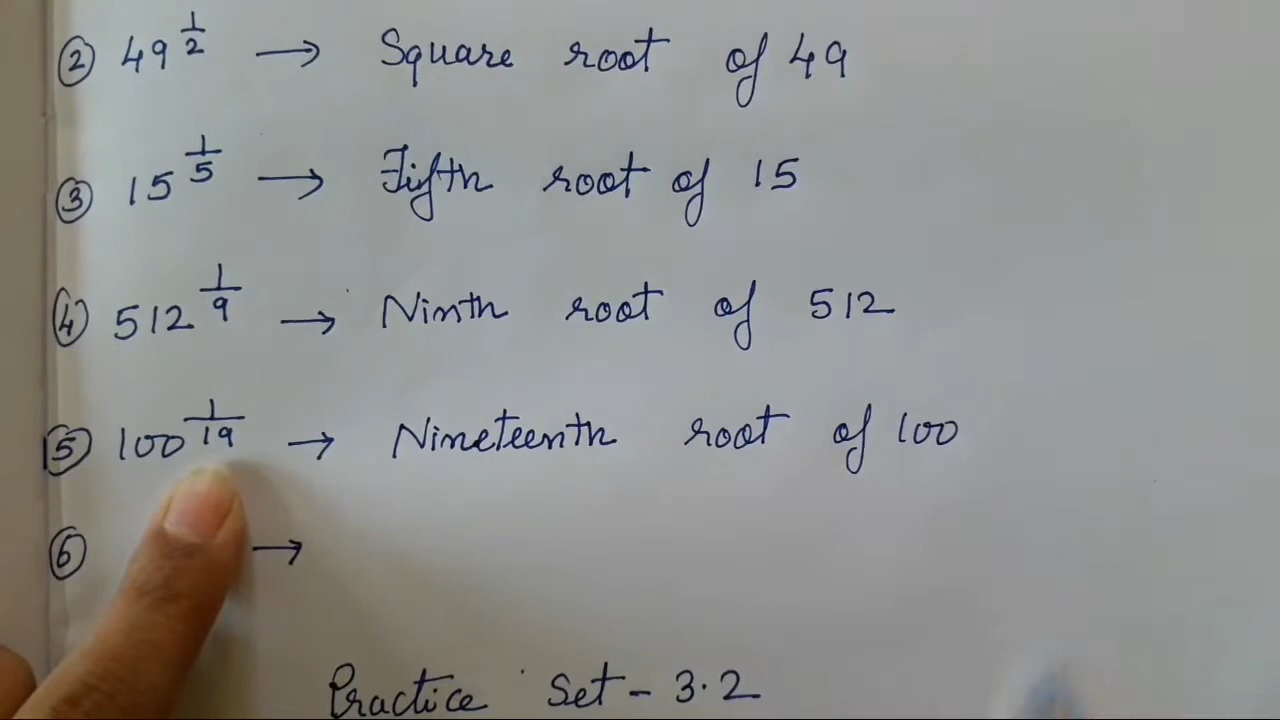 ② 49^(1/2) → Square root of 49
③ 15^(1/5) → Fifth root of 15
④ 512^(1/9) → Ninth root of 512
⑤ 100^(1/19) → Nineteenth root of 100
⑥ →
Practice Set - 3.2